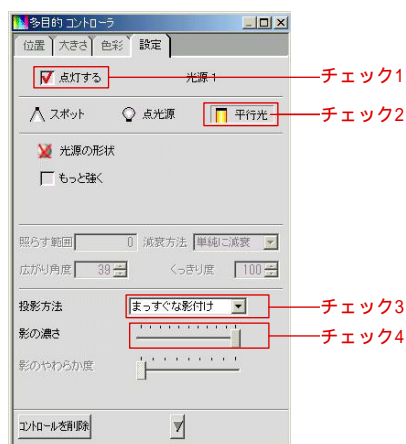 多目的 コントローラ
位置 大きさ 色彩 設定
点灯する 光源 1 チェック1
スポット 点光源 平行光 チェック2
光源の形状
もっと強く
照らす範囲 0 減衰方法 単純に減衰
広がり角度 39 くっきり度 100
投影方法 まっすぐな影付け チェック3
影の濃さ チェック4
影のやわらか度
コントロールを削除